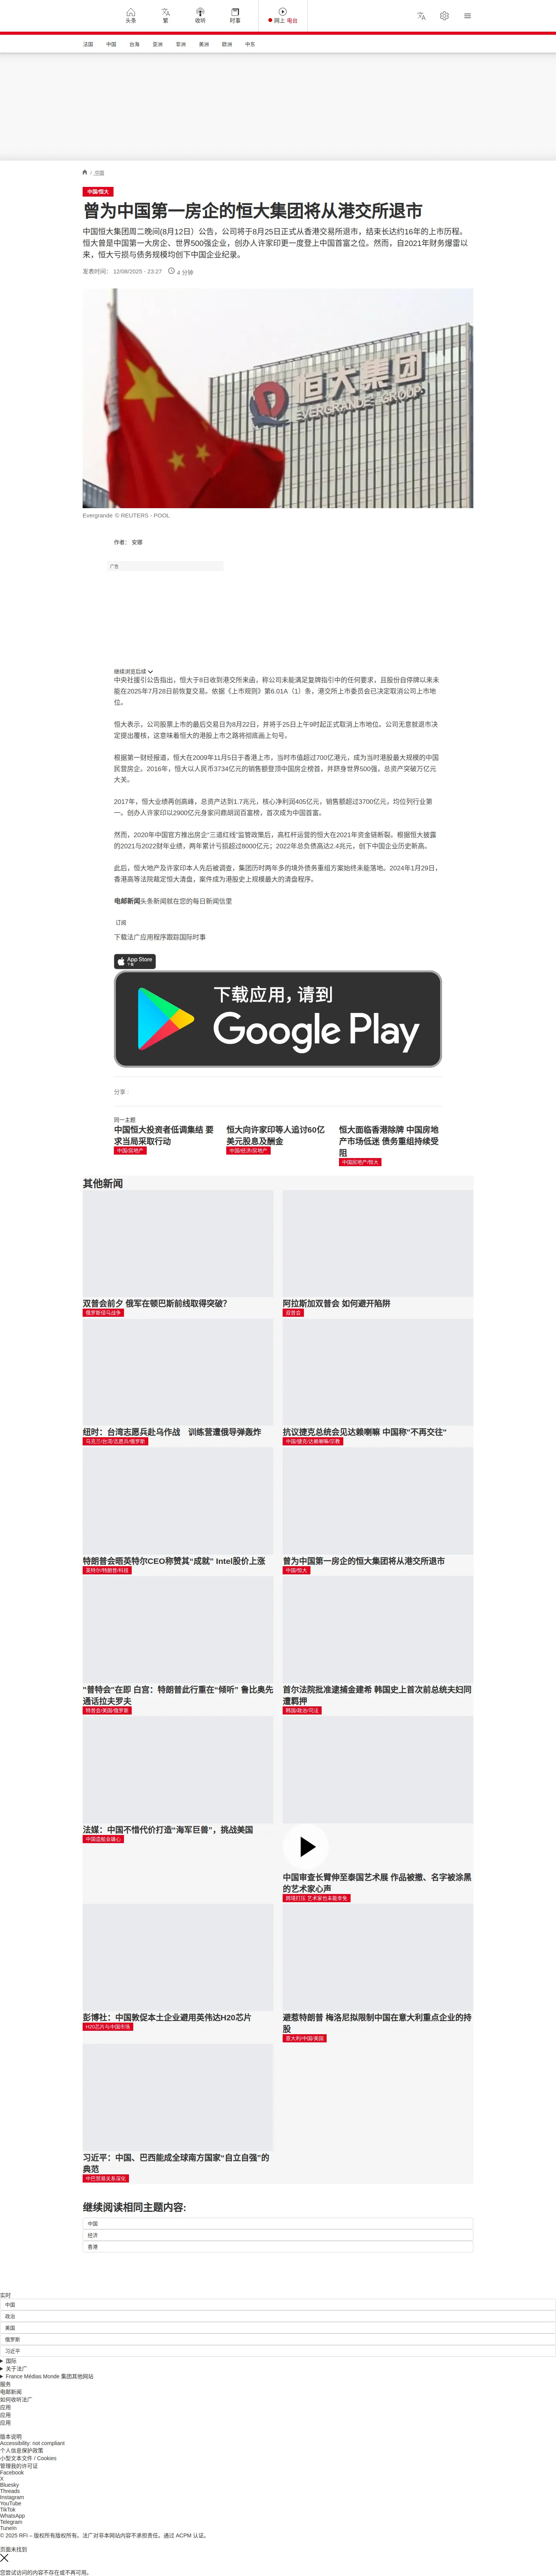 头条
繁
收听
时事
网上 电台
法国
中国
台海
亚洲
非洲
美洲
欧洲
中东
/ 中国
中国/恒大
曾为中国第一房企的恒大集团将从港交所退市
中国恒大集团周二晚间(8月12日）公告，公司将于8月25日正式从香港交易所退市，结束长达约16年的上市历程。
恒大曾是中国第一大房企、世界500强企业，创办人许家印更一度登上中国首富之位。然而，自2021年财务爆雷以
来，恒大亏损与债务规模均创下中国企业纪录。
发表时间： 12/08/2025 - 23:27 4 分钟
恒大集团
EVERGRANDE GROUP
Evergrande © REUTERS - POOL
作者： 安娜
广告
继续浏览后续
中央社援引公告指出，恒大于8日收到港交所来函，称公司未能满足复牌指引中的任何要求，且股份自停牌以来未
能在2025年7月28日前恢复交易。依据《上市规则》第6.01A（1）条，港交所上市委员会已决定取消公司上市地
位。
恒大表示，公司股票上市的最后交易日为8月22日，并将于25日上午9时起正式取消上市地位。公司无意就退市决
定提出覆核，这意味着恒大的港股上市之路将彻底画上句号。
根据第一财经报道，恒大在2009年11月5日于香港上市，当时市值超过700亿港元，成为当时港股最大规模的中国
民营房企。2016年，恒大以人民币3734亿元的销售额登顶中国房企榜首，并跻身世界500强，总资产突破万亿元
大关。
2017年，恒大业绩再创高峰，总资产达到1.7兆元，核心净利润405亿元，销售额超过3700亿元，均位列行业第
一。创办人许家印以2900亿元身家问鼎胡润百富榜，首次成为中国首富。
然而，2020年中国官方推出房企"三道红线"监管政策后，高杠杆运营的恒大在2021年资金链断裂。根据恒大披露
的2021与2022财年业绩，两年累计亏损超过8000亿元；2022年总负债高达2.4兆元，创下中国企业历史新高。
此后，恒大地产及许家印本人先后被调查，集团历时两年多的境外债务重组方案始终未能落地。2024年1月29日，
香港高等法院裁定恒大清盘，案件成为港股史上规模最大的清盘程序。
电邮新闻头条新闻就在您的每日新闻信里
订阅
下载法广应用程序跟踪国际时事
App Store
下载
下载应用，请到
Google Play
分享 :
同一主题
中国恒大投资者低调集结 要
求当局采取行动
中国/房地产
恒大向许家印等人追讨60亿
美元股息及酬金
中国/经济/房地产
恒大面临香港除牌 中国房地
产市场低迷 债务重组持续受
阻
中国房地产/恒大
其他新闻
双普会前夕 俄军在顿巴斯前线取得突破?
俄罗斯侵乌战争
阿拉斯加双普会 如何避开陷阱
双普会
纽时：台湾志愿兵赴乌作战　训练营遭俄导弹轰炸
乌克兰/台湾/志愿兵/俄罗斯
抗议捷克总统会见达赖喇嘛 中国称"不再交往"
中国/捷克/达赖喇嘛/宗教
特朗普会晤英特尔CEO称赞其"成就" Intel股价上涨
英特尔/特朗普/科技
曾为中国第一房企的恒大集团将从港交所退市
中国/恒大
"普特会"在即 白宫：特朗普此行重在"倾听" 鲁比奥先
通话拉夫罗夫
特普会/美国/俄罗斯
首尔法院批准逮捕金建希 韩国史上首次前总统夫妇同
遭羁押
韩国/政治/司法
法媒：中国不惜代价打造"海军巨兽"，挑战美国
中国造船业雄心
中国审查长臂伸至泰国艺术展 作品被撤、名字被涂黑
的艺术家心声
跨境打压 艺术家也未能幸免
彭博社：中国敦促本土企业避用英伟达H20芯片
H20芯片与中国市场
避惹特朗普 梅洛尼拟限制中国在意大利重点企业的持
股
意大利/中国/美国
习近平：中国、巴西能成全球南方国家"自立自强"的
典范
中巴贸易关系深化
继续阅读相同主题内容:
中国
经济
香港
实时
中国
政治
美国
俄罗斯
习近平
国际
关于法广
France Médias Monde 集团其他网站
服务
电邮新闻
如何收听法广
应用
应用
应用
版本说明
Accessibility: not compliant
个人信息保护政策
小型文本文件 / Cookies
管理我的许可证
Facebook
X
Bluesky
Threads
Instagram
YouTube
TikTok
WhatsApp
Telegram
TuneIn
© 2025 RFI – 版权所有版权所有。法广对非本网站内容不承担责任。通过 ACPM 认证。
页面未找到
您尝试访问的内容不存在或不再可用。